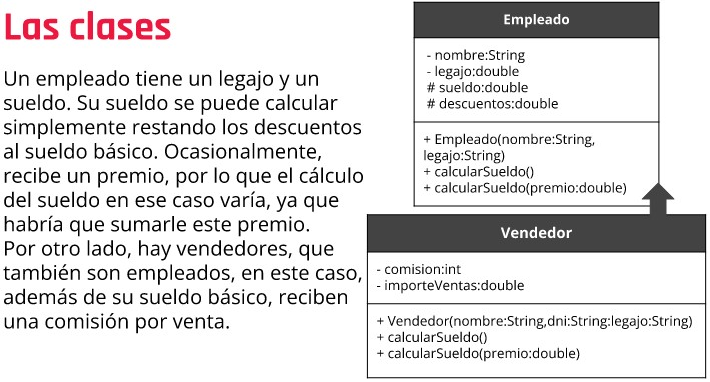 Las clases
Un empleado tiene un legajo y un
sueldo. Su sueldo se puede calcular
simplemente restando los descuentos
al sueldo básico. Ocasionalmente,
recibe un premio, por lo que el cálculo
del sueldo en ese caso varía, ya que
habría que sumarle este premio.
Por otro lado, hay vendedores, que
también son empleados, en este caso,
además de su sueldo básico, reciben
una comisión por venta.
Empleado
- nombre:String
- legajo:double
# sueldo:double
# descuentos:double
+ Empleado(nombre:String,
legajo:String)
+ calcularSueldo()
+ calcularSueldo(premio:double)
Vendedor
- comision:int
- importeVentas:double
+ Vendedor(nombre:String,dni:String:legajo:String)
+ calcularSueldo()
+ calcularSueldo(premio:double)